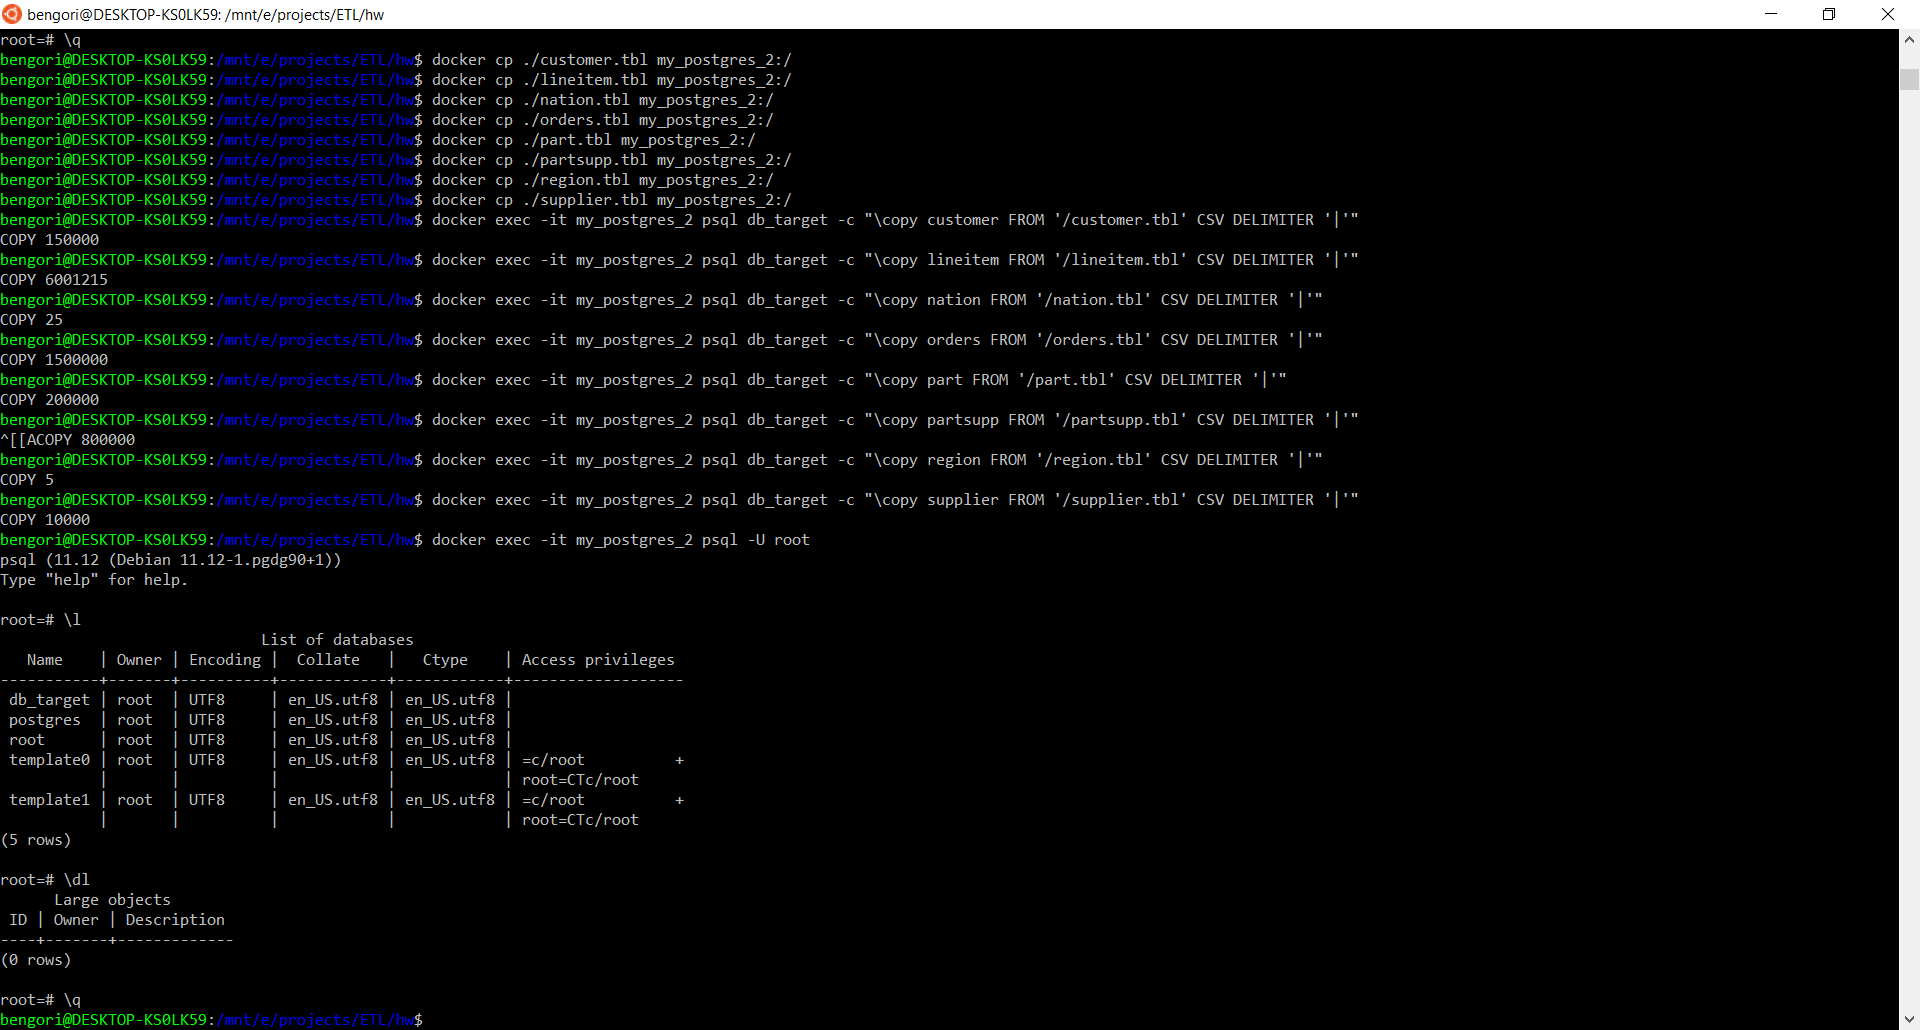 bengori@DESKTOP-KS0LK59: /mnt/e/projects/ETL/hw
root=# \q
bengori@DESKTOP-KS0LK59:/mnt/e/projects/ETL/hw$ docker cp ./customer.tbl my_postgres_2:/
bengori@DESKTOP-KS0LK59:/mnt/e/projects/ETL/hw$ docker cp ./lineitem.tbl my_postgres_2:/
bengori@DESKTOP-KS0LK59:/mnt/e/projects/ETL/hw$ docker cp ./nation.tbl my_postgres_2:/
bengori@DESKTOP-KS0LK59:/mnt/e/projects/ETL/hw$ docker cp ./orders.tbl my_postgres_2:/
bengori@DESKTOP-KS0LK59:/mnt/e/projects/ETL/hw$ docker cp ./part.tbl my_postgres_2:/
bengori@DESKTOP-KS0LK59:/mnt/e/projects/ETL/hw$ docker cp ./partsupp.tbl my_postgres_2:/
bengori@DESKTOP-KS0LK59:/mnt/e/projects/ETL/hw$ docker cp ./region.tbl my_postgres_2:/
bengori@DESKTOP-KS0LK59:/mnt/e/projects/ETL/hw$ docker cp ./supplier.tbl my_postgres_2:/
bengori@DESKTOP-KS0LK59:/mnt/e/projects/ETL/hw$ docker exec -it my_postgres_2 psql db_target -c "\copy customer FROM '/customer.tbl' CSV DELIMITER '|'"
COPY 150000
bengori@DESKTOP-KS0LK59:/mnt/e/projects/ETL/hw$ docker exec -it my_postgres_2 psql db_target -c "\copy lineitem FROM '/lineitem.tbl' CSV DELIMITER '|'"
COPY 6001215
bengori@DESKTOP-KS0LK59:/mnt/e/projects/ETL/hw$ docker exec -it my_postgres_2 psql db_target -c "\copy nation FROM '/nation.tbl' CSV DELIMITER '|'"
COPY 25
bengori@DESKTOP-KS0LK59:/mnt/e/projects/ETL/hw$ docker exec -it my_postgres_2 psql db_target -c "\copy orders FROM '/orders.tbl' CSV DELIMITER '|'"
COPY 1500000
bengori@DESKTOP-KS0LK59:/mnt/e/projects/ETL/hw$ docker exec -it my_postgres_2 psql db_target -c "\copy part FROM '/part.tbl' CSV DELIMITER '|'"
COPY 200000
bengori@DESKTOP-KS0LK59:/mnt/e/projects/ETL/hw$ docker exec -it my_postgres_2 psql db_target -c "\copy partsupp FROM '/partsupp.tbl' CSV DELIMITER '|'"
^[[ACOPY 800000
bengori@DESKTOP-KS0LK59:/mnt/e/projects/ETL/hw$ docker exec -it my_postgres_2 psql db_target -c "\copy region FROM '/region.tbl' CSV DELIMITER '|'"
COPY 5
bengori@DESKTOP-KS0LK59:/mnt/e/projects/ETL/hw$ docker exec -it my_postgres_2 psql db_target -c "\copy supplier FROM '/supplier.tbl' CSV DELIMITER '|'"
COPY 10000
bengori@DESKTOP-KS0LK59:/mnt/e/projects/ETL/hw$ docker exec -it my_postgres_2 psql -U root
psql (11.12 (Debian 11.12-1.pgdg90+1))
Type "help" for help.
root=# \l
                             List of databases
   Name    | Owner | Encoding |  Collate   |   Ctype    | Access privileges
-----------+-------+----------+------------+------------+-------------------
 db_target | root  | UTF8     | en_US.utf8 | en_US.utf8 |
 postgres  | root  | UTF8     | en_US.utf8 | en_US.utf8 |
 root      | root  | UTF8     | en_US.utf8 | en_US.utf8 |
 template0 | root  | UTF8     | en_US.utf8 | en_US.utf8 | =c/root          +
           |       |          |            |            | root=CTc/root
 template1 | root  | UTF8     | en_US.utf8 | en_US.utf8 | =c/root          +
           |       |          |            |            | root=CTc/root
(5 rows)
root=# \dl
      Large objects
 ID | Owner | Description
----+-------+-------------
(0 rows)
root=# \q
bengori@DESKTOP-KS0LK59:/mnt/e/projects/ETL/hw$